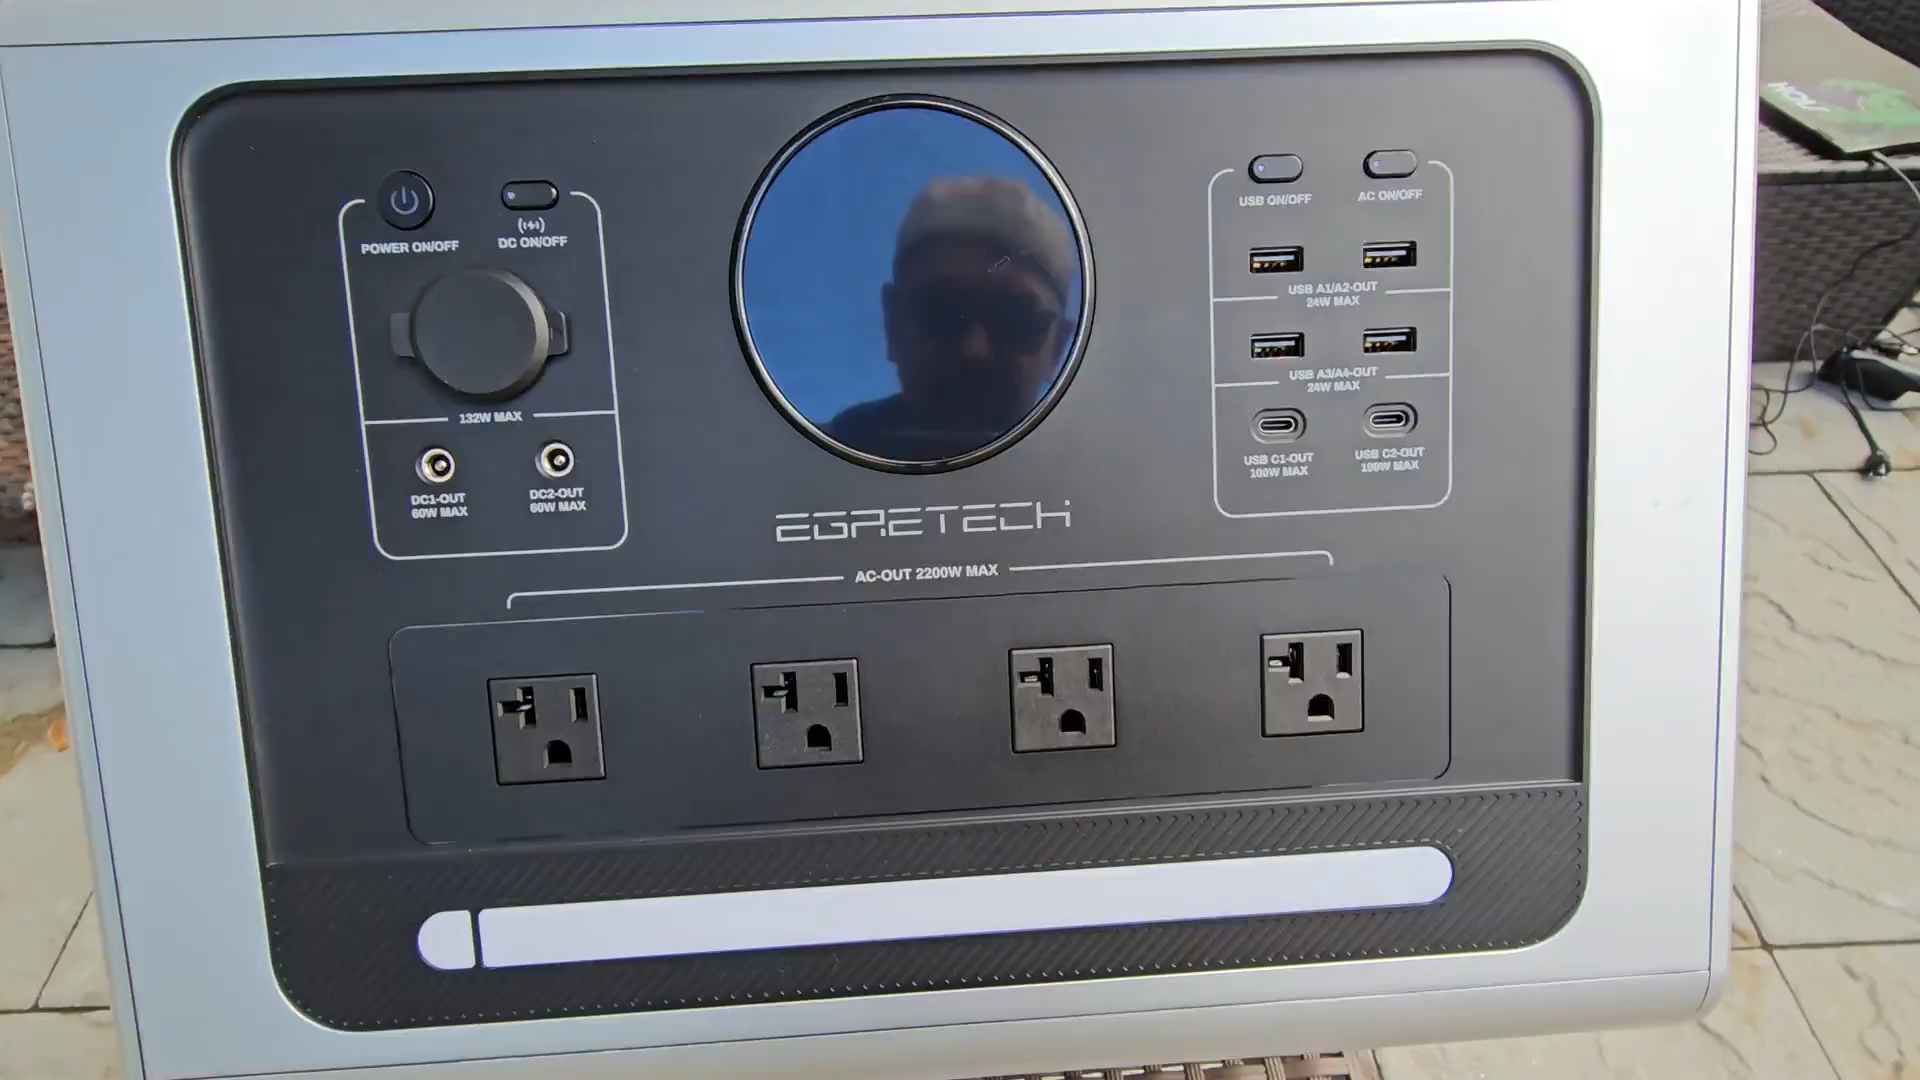 POWER ON/OFF
DC ON/OFF
132W MAX
DC1-OUT
60W MAX
DC2-OUT
60W MAX
EGRETECH
USB ON/OFF
AC ON/OFF
USB A1/A2-OUT
24W MAX
USB A3/A4-OUT
24W MAX
USB C1-OUT
100W MAX
USB C2-OUT
100W MAX
AC-OUT 2200W MAX